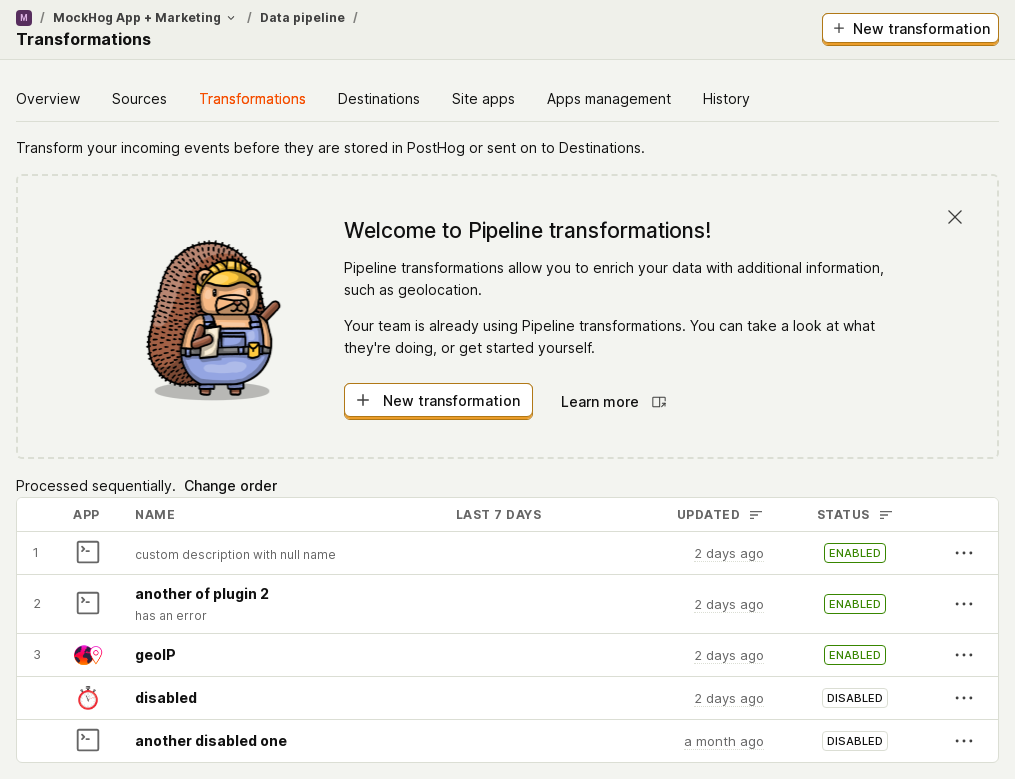 M / MockHog App + Marketing / Data pipeline /
Transformations
+ New transformation
Overview Sources Transformations Destinations Site apps Apps management History
Transform your incoming events before they are stored in PostHog or sent on to Destinations.
Welcome to Pipeline transformations!
Pipeline transformations allow you to enrich your data with additional information,
such as geolocation.
Your team is already using Pipeline transformations. You can take a look at what
they're doing, or get started yourself.
+ New transformation Learn more
Processed sequentially. Change order
APP NAME LAST 7 DAYS UPDATED STATUS
1 custom description with null name 2 days ago ENABLED
2 another of plugin 2 2 days ago ENABLED
has an error
3 geoIP 2 days ago ENABLED
disabled 2 days ago DISABLED
another disabled one a month ago DISABLED